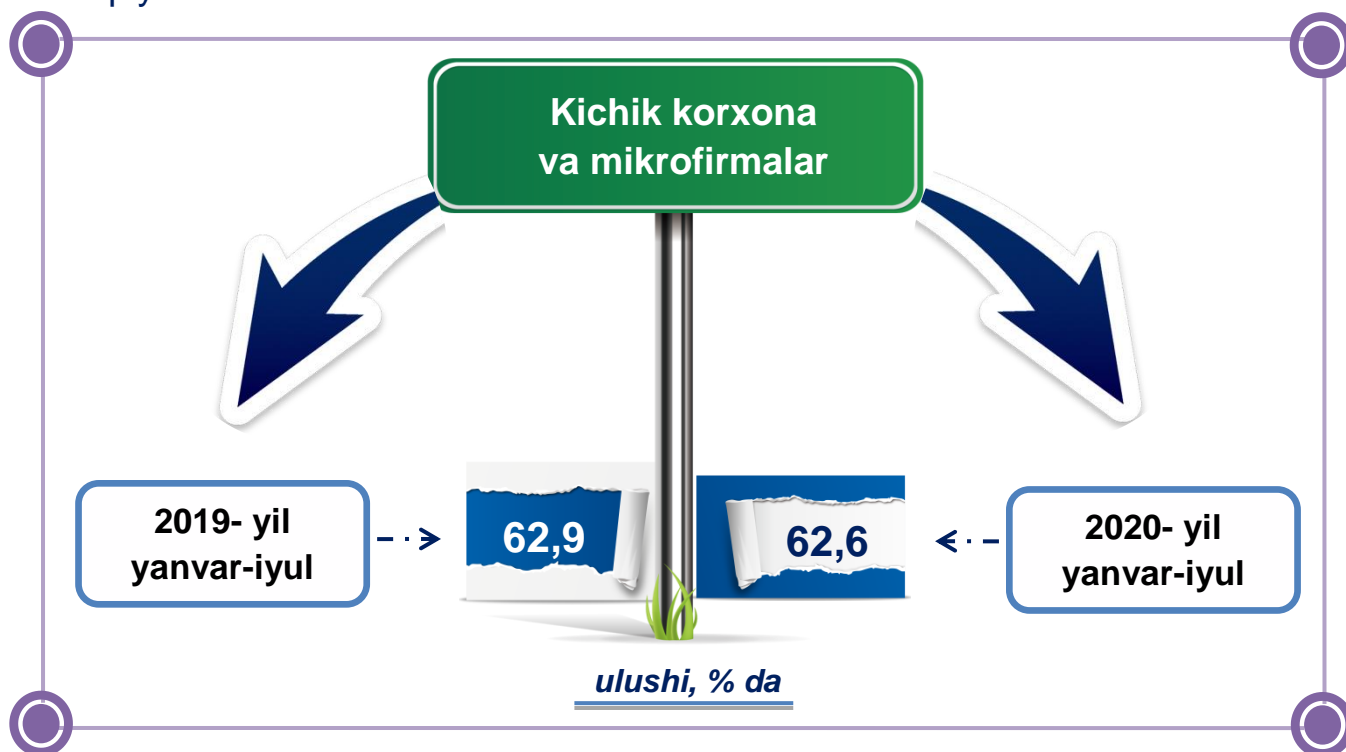 Kichik korxona
va mikrofirmalar
2019- yil
yanvar-iyul
62,9
62,6
2020- yil
yanvar-iyul
ulushi, % da